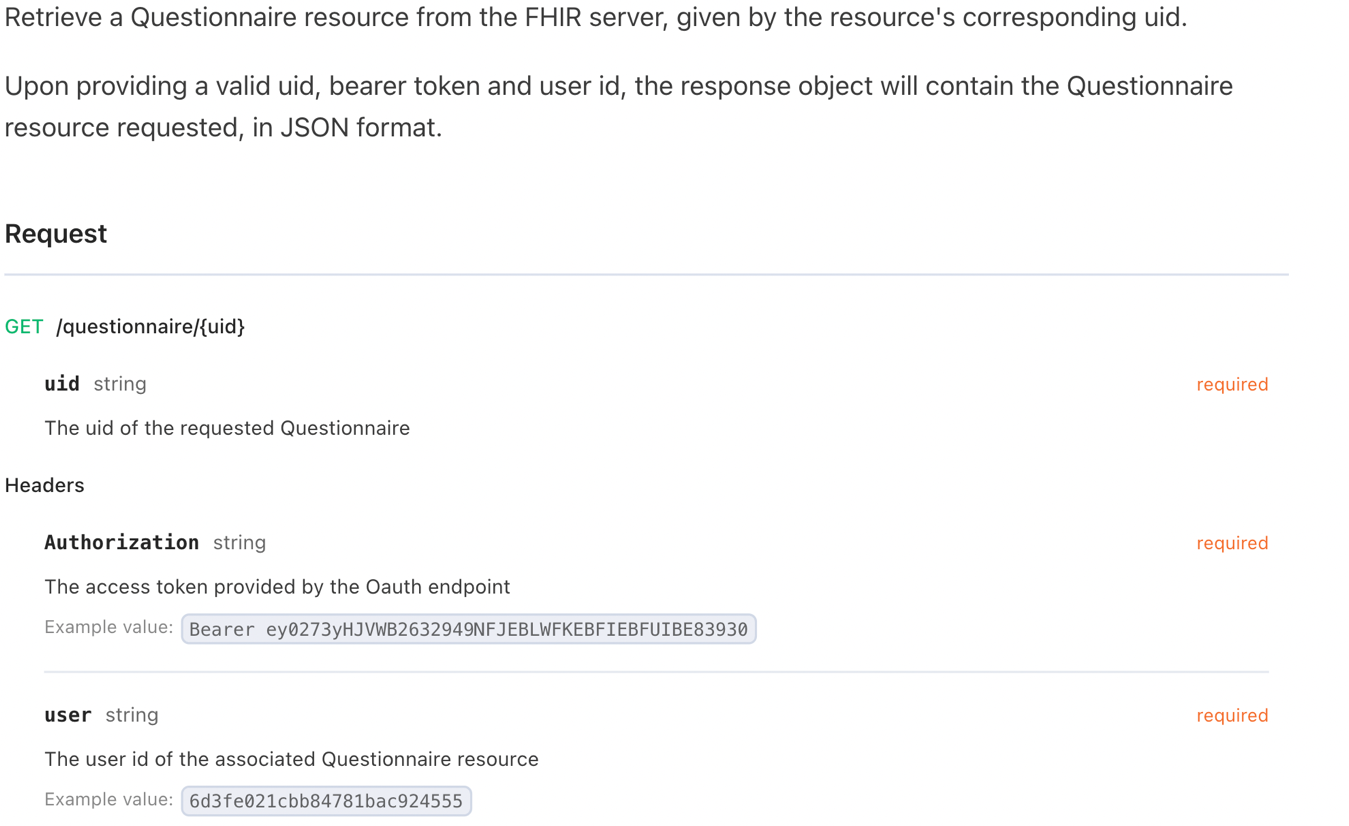 Retrieve a Questionnaire resource from the FHIR server, given by the resource's corresponding uid.
Upon providing a valid uid, bearer token and user id, the response object will contain the Questionnaire
resource requested, in JSON format.
Request
GET /questionnaire/{uid}
uid string required
The uid of the requested Questionnaire
Headers
Authorization string required
The access token provided by the Oauth endpoint
Example value: Bearer ey0273yHJVWB2632949NFJEBLWFKEBFIEBFUIBE83930
user string required
The user id of the associated Questionnaire resource
Example value: 6d3fe021cbb84781bac924555